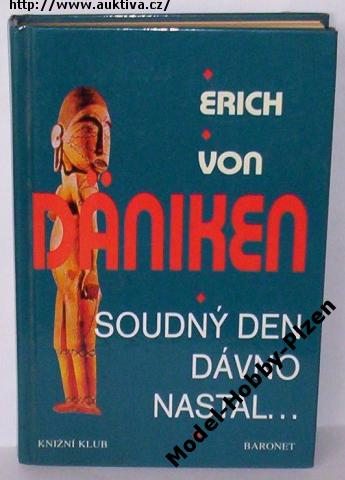 http://www.auktiva.cz/
ERICH
VON
DÄNIKEN
SOUDNÝ DEN
DÁVNO
NASTAL...
KNIŽNÍ KLUB
BARONET
Model-Hobby-Plzen